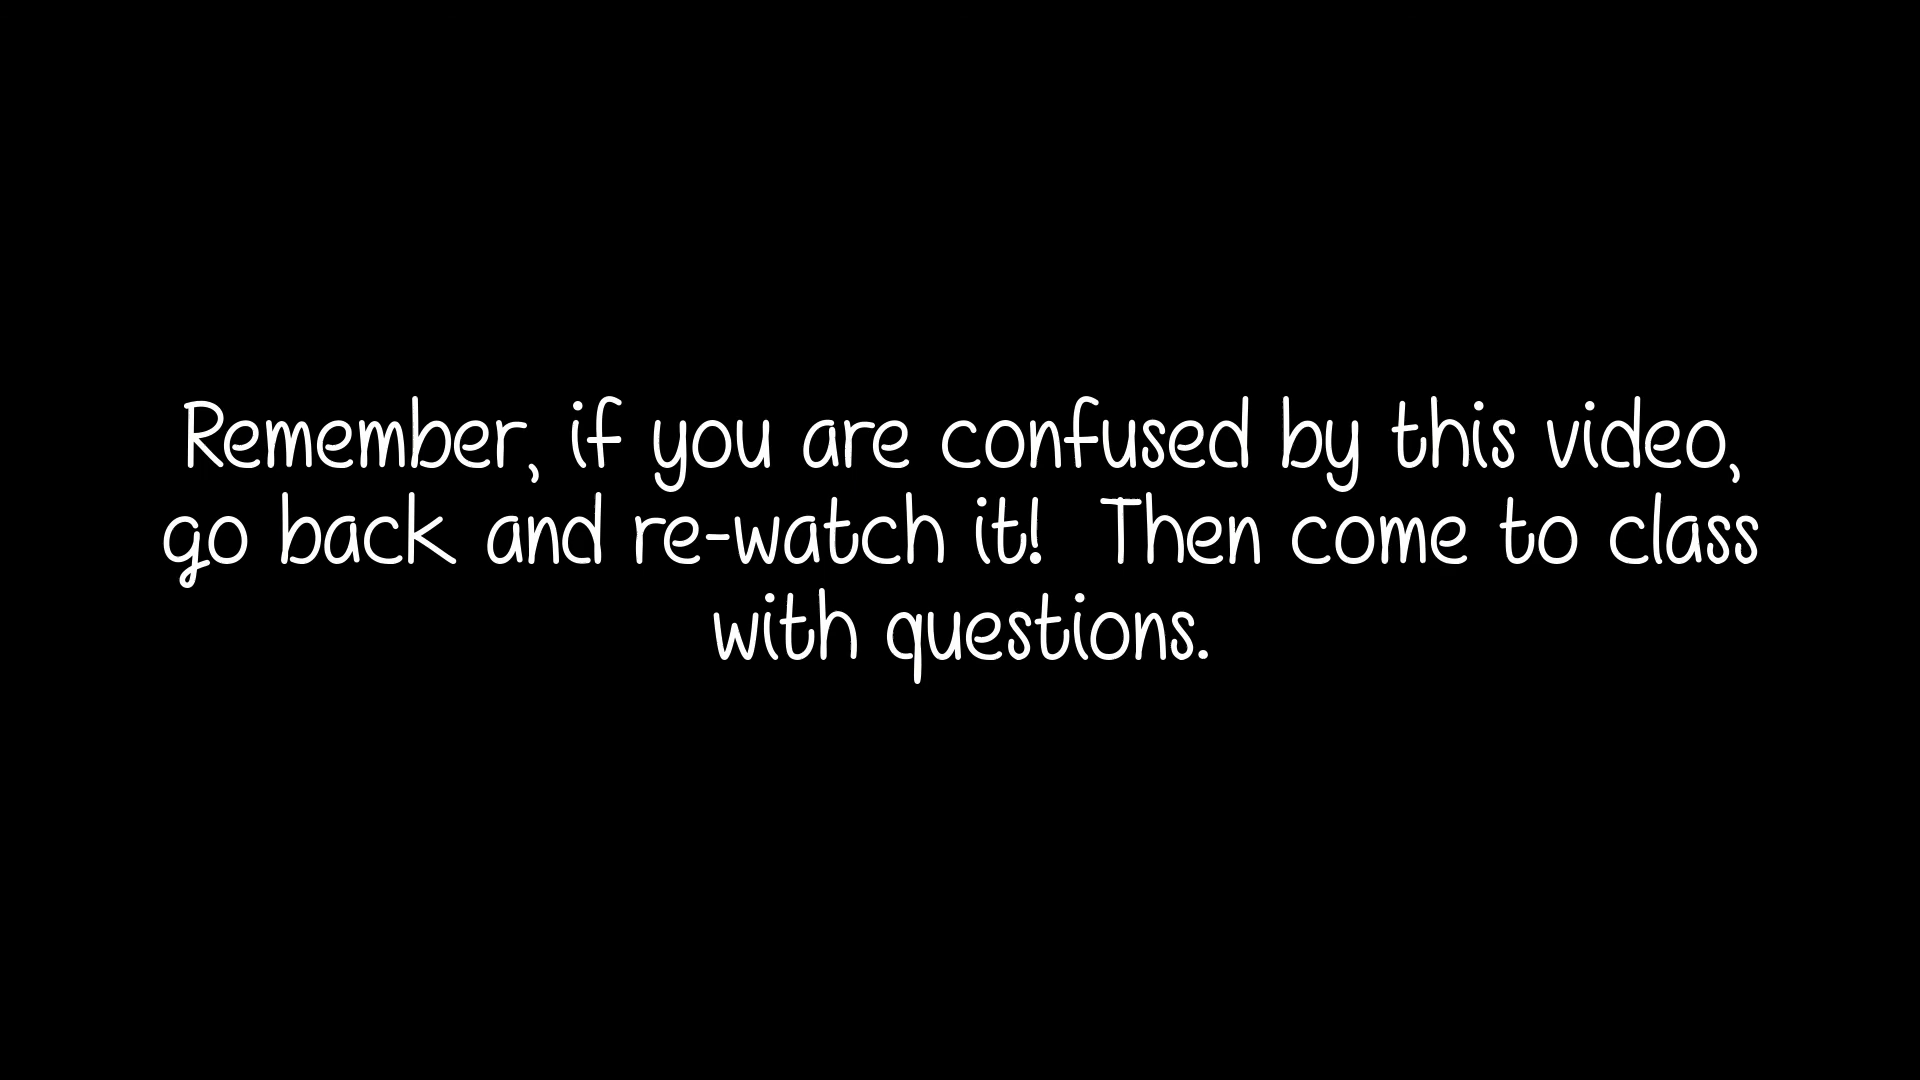 Remember, if you are confused by this video,
go back and re-watch it!  Then come to class
with questions.